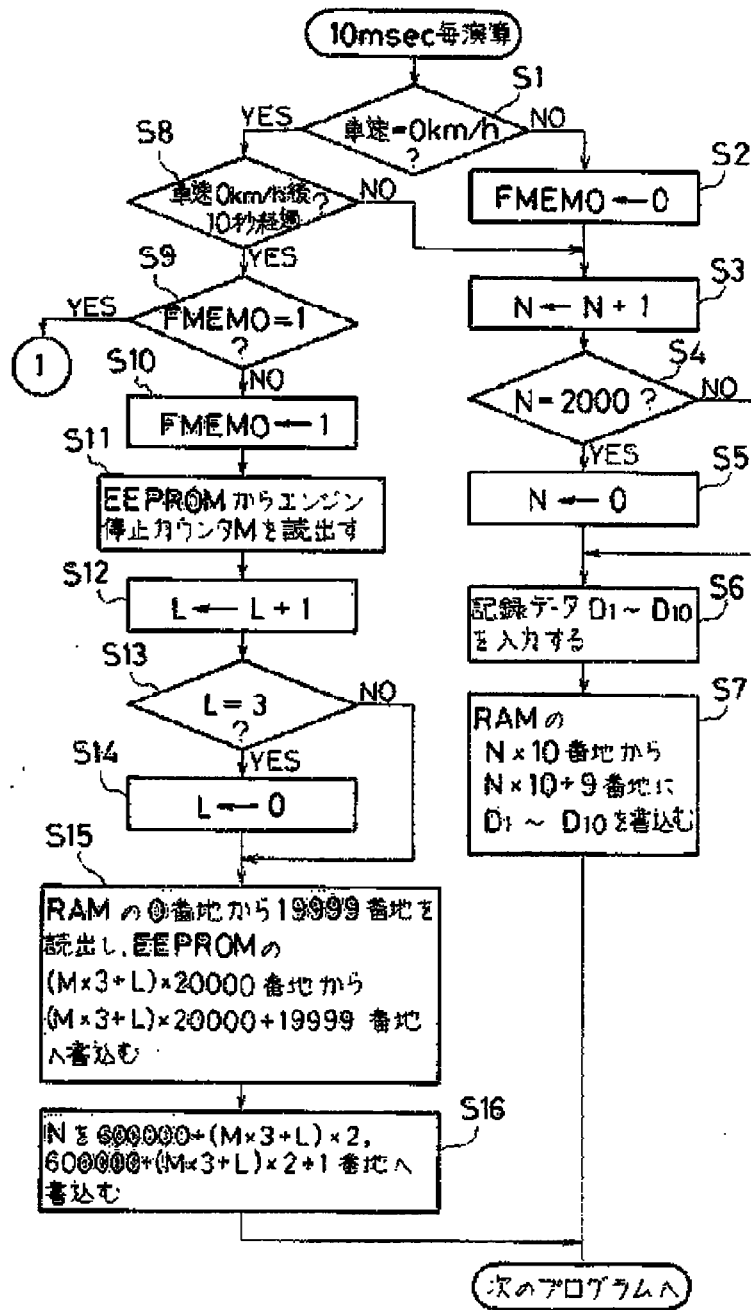 10msec毎演算
S1
車速=0km/h
?
YES
NO
S8
車速0km/h後
10秒経過?
NO
YES
S2
FMEMO ← 0
S3
N ← N+1
S9
FMEMO=1
?
YES
NO
1
S4
N=2000?
NO
YES
S10
FMEMO ← 1
S5
N ← 0
S11
EEPROMからエンジン
停止カウンタMを読出す
S6
記録データD1~D10
を入力する
S12
L ← L+1
S13
L=3
?
NO
YES
S7
RAMの
N×10番地から
N×10+9番地に
D1~D10を書込む
S14
L ← 0
S15
RAMの0番地から19999番地を
読出し、EEPROMの
(M×3+L)×20000番地から
(M×3+L)×20000+19999番地
へ書込む
S16
Nを600000+(M×3+L)×2,
600000+(M×3+L)×2+1番地へ
書込む
次のプログラムへ